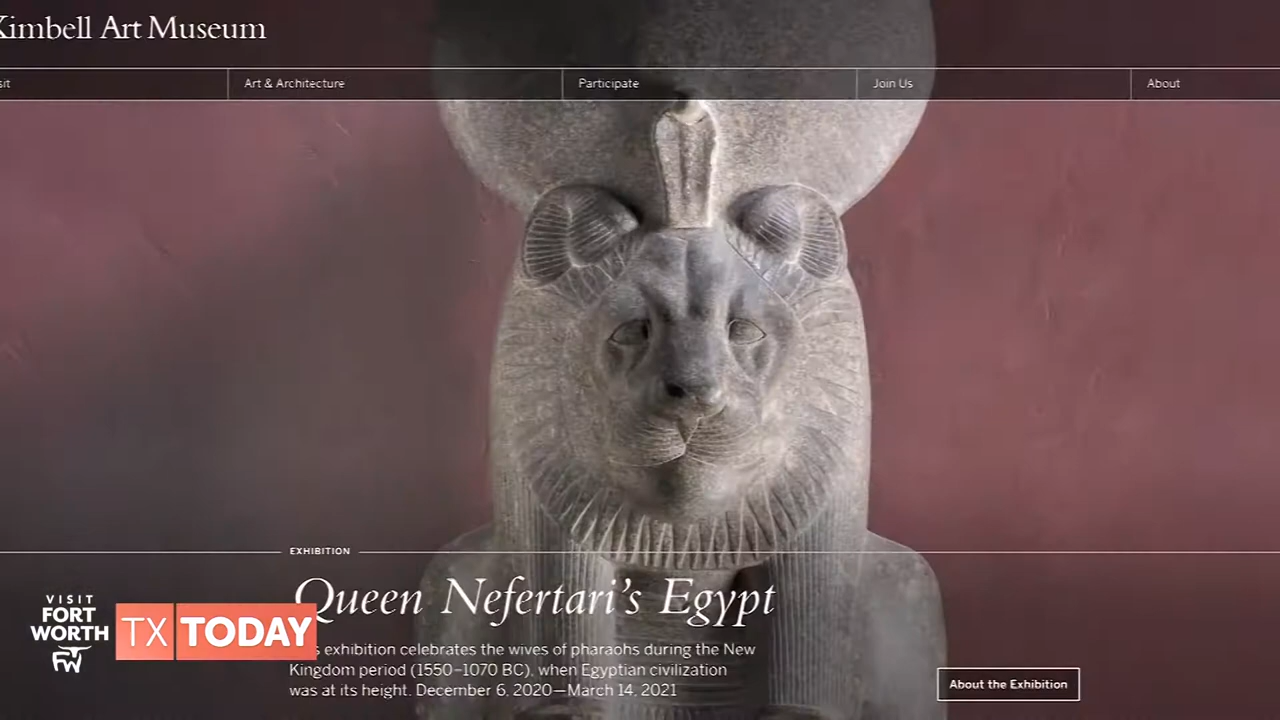 Kimbell Art Museum
Art & Architecture
Participate
Join Us
About
EXHIBITION
Queen Nefertari's Egypt
exhibition celebrates the wives of pharaohs during the New
Kingdom period (1550–1070 BC), when Egyptian civilization
was at its height. December 6, 2020—March 14, 2021
About the Exhibition
VISIT
FORT
WORTH
FW
TX TODAY